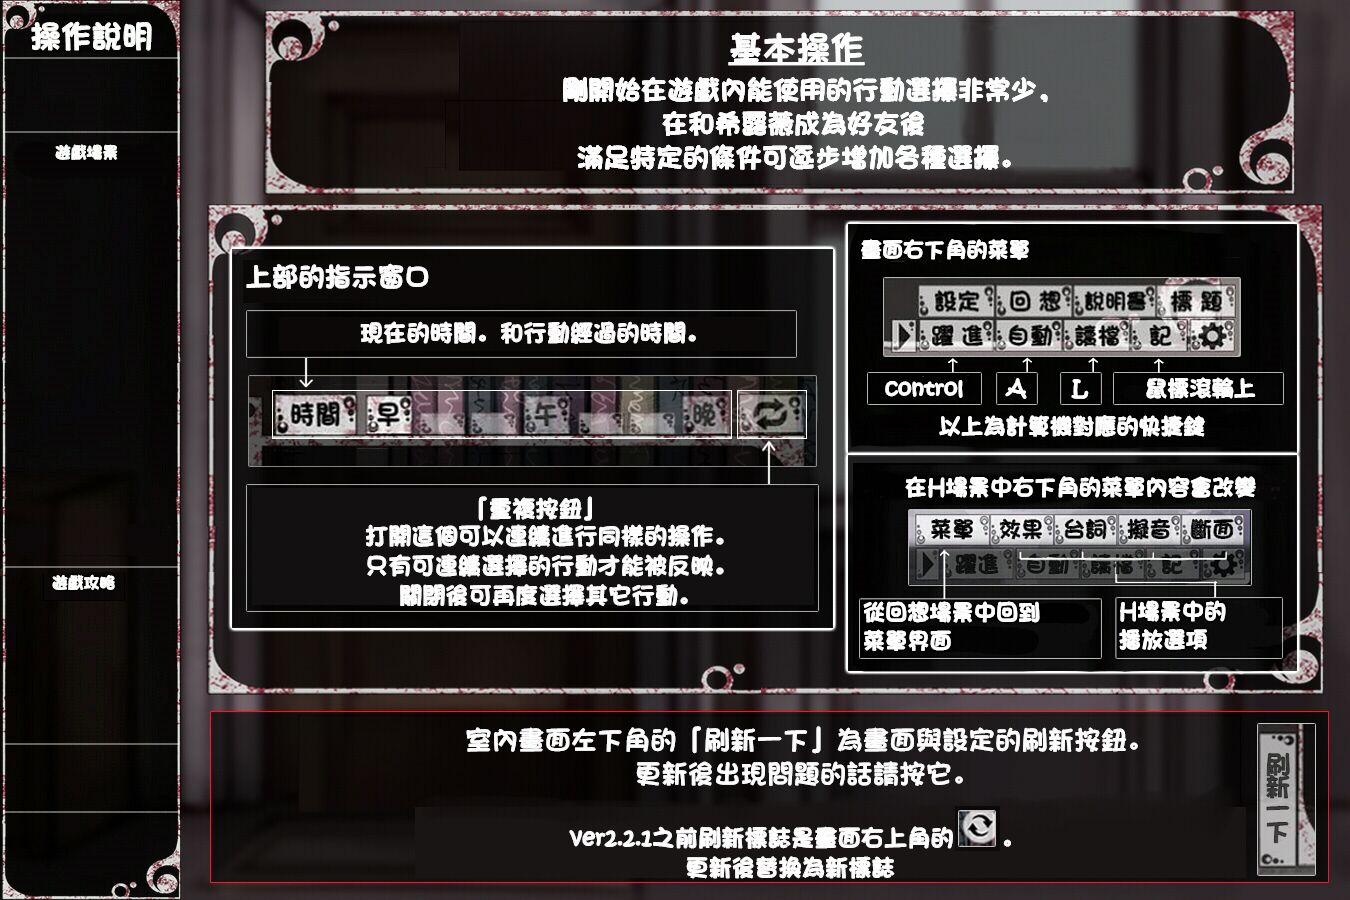 操作說明
遊戲場景
遊戲攻略
基本操作
剛開始在遊戲內能使用的行動選擇非常少，
在和希露薇成為好友後
滿足特定的條件可逐步增加各種選擇。
上部的指示窗口
現在的時間。和行動經過的時間。
時間 早 午 晚
「重複按鈕」
打開這個可以連續進行同樣的操作。
只有可連續選擇的行動才能被反映。
關閉後可再度選擇其它行動。
畫面右下角的菜單
設定 回想 說明書 標題
躍進 自動 讀檔 記
Control A L 鼠標滾輪上
以上為計算機對應的快捷鍵
在H場景中右下角的菜單內容會改變
菜單 效果 台詞 擬音 斷面
躍進 自動 讀檔 記
從回想場景中回到
菜單界面
H場景中的
播放選項
室內畫面左下角的「刷新一下」為畫面與設定的刷新按鈕。
更新後出現問題的話請按它。
Ver2.2.1之前刷新標誌是畫面右上角的 。
更新後替換為新標誌
刷新一下